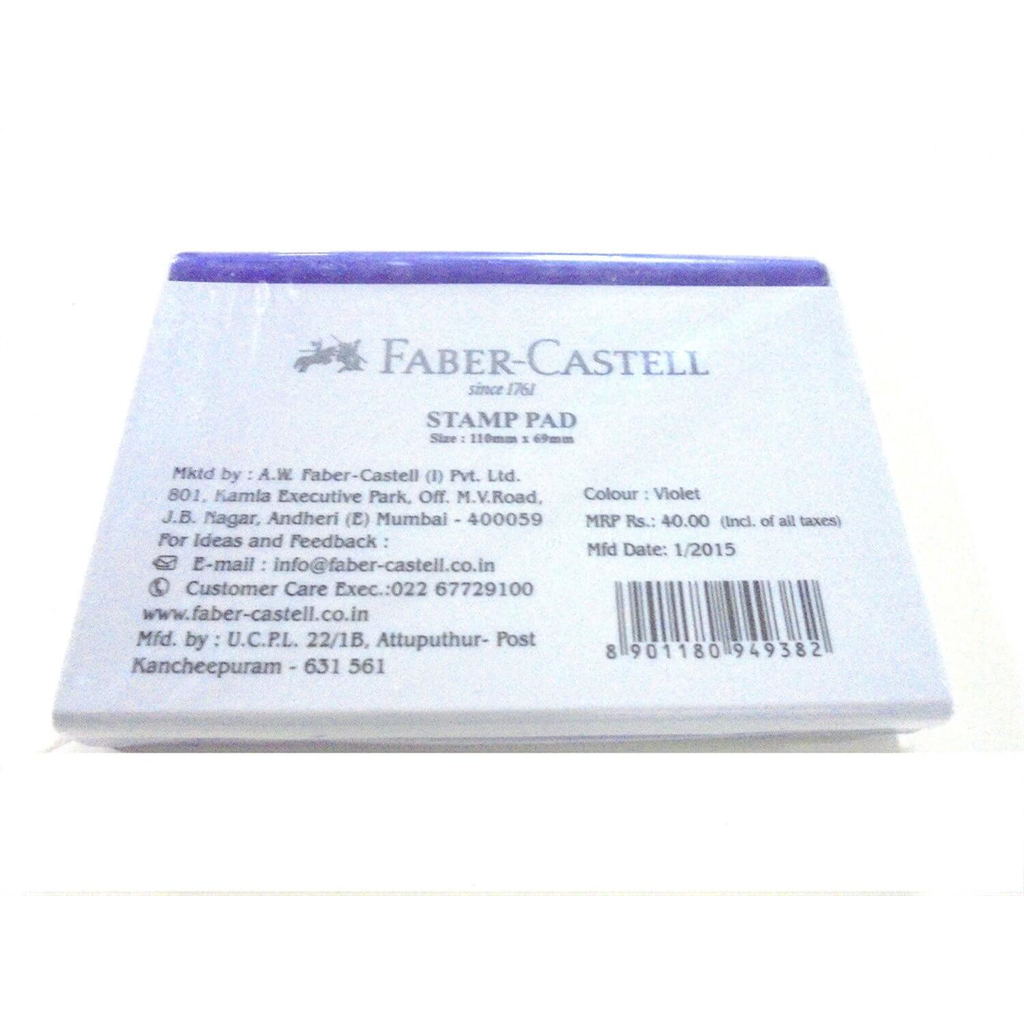 FABER-CASTELL
since 1761
STAMP PAD
Size : 110mm x 69mm
Mktd by : A.W. Faber-Castell (I) Pvt. Ltd.
801, Kamla Executive Park, Off. M.V.Road,
J.B. Nagar, Andheri (E) Mumbai - 400059
For Ideas and Feedback :
E-mail : info@faber-castell.co.in
Customer Care Exec.:022 67729100
www.faber-castell.co.in
Mfd. by : U.C.P.L. 22/1B, Attuputhur- Post
Kancheepuram - 631 561
Colour : Violet
MRP Rs.: 40.00 (Incl. of all taxes)
Mfd Date: 1/2015
8 901180 949382